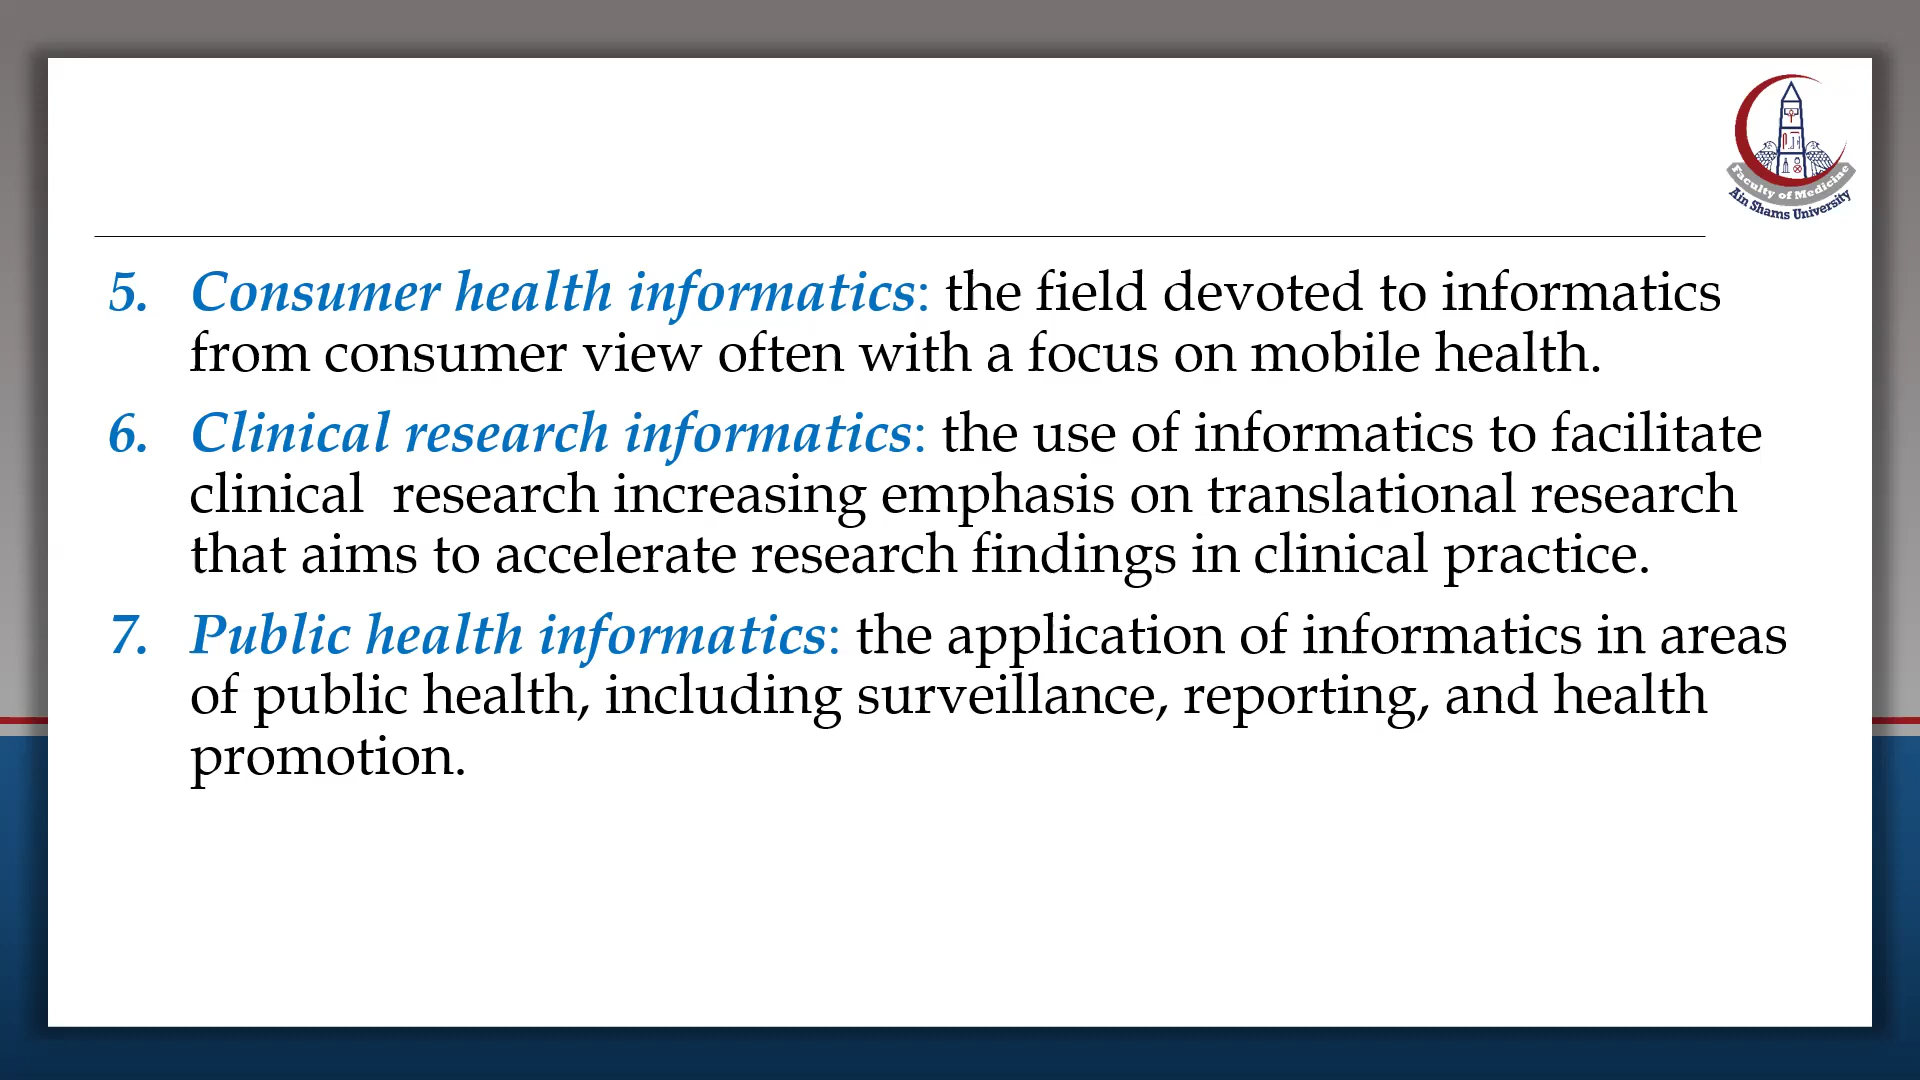 Faculty of Medicine
Ain Shams University
5. Consumer health informatics: the field devoted to informatics
from consumer view often with a focus on mobile health.
6. Clinical research informatics: the use of informatics to facilitate
clinical  research increasing emphasis on translational research
that aims to accelerate research findings in clinical practice.
7. Public health informatics: the application of informatics in areas
of public health, including surveillance, reporting, and health
promotion.